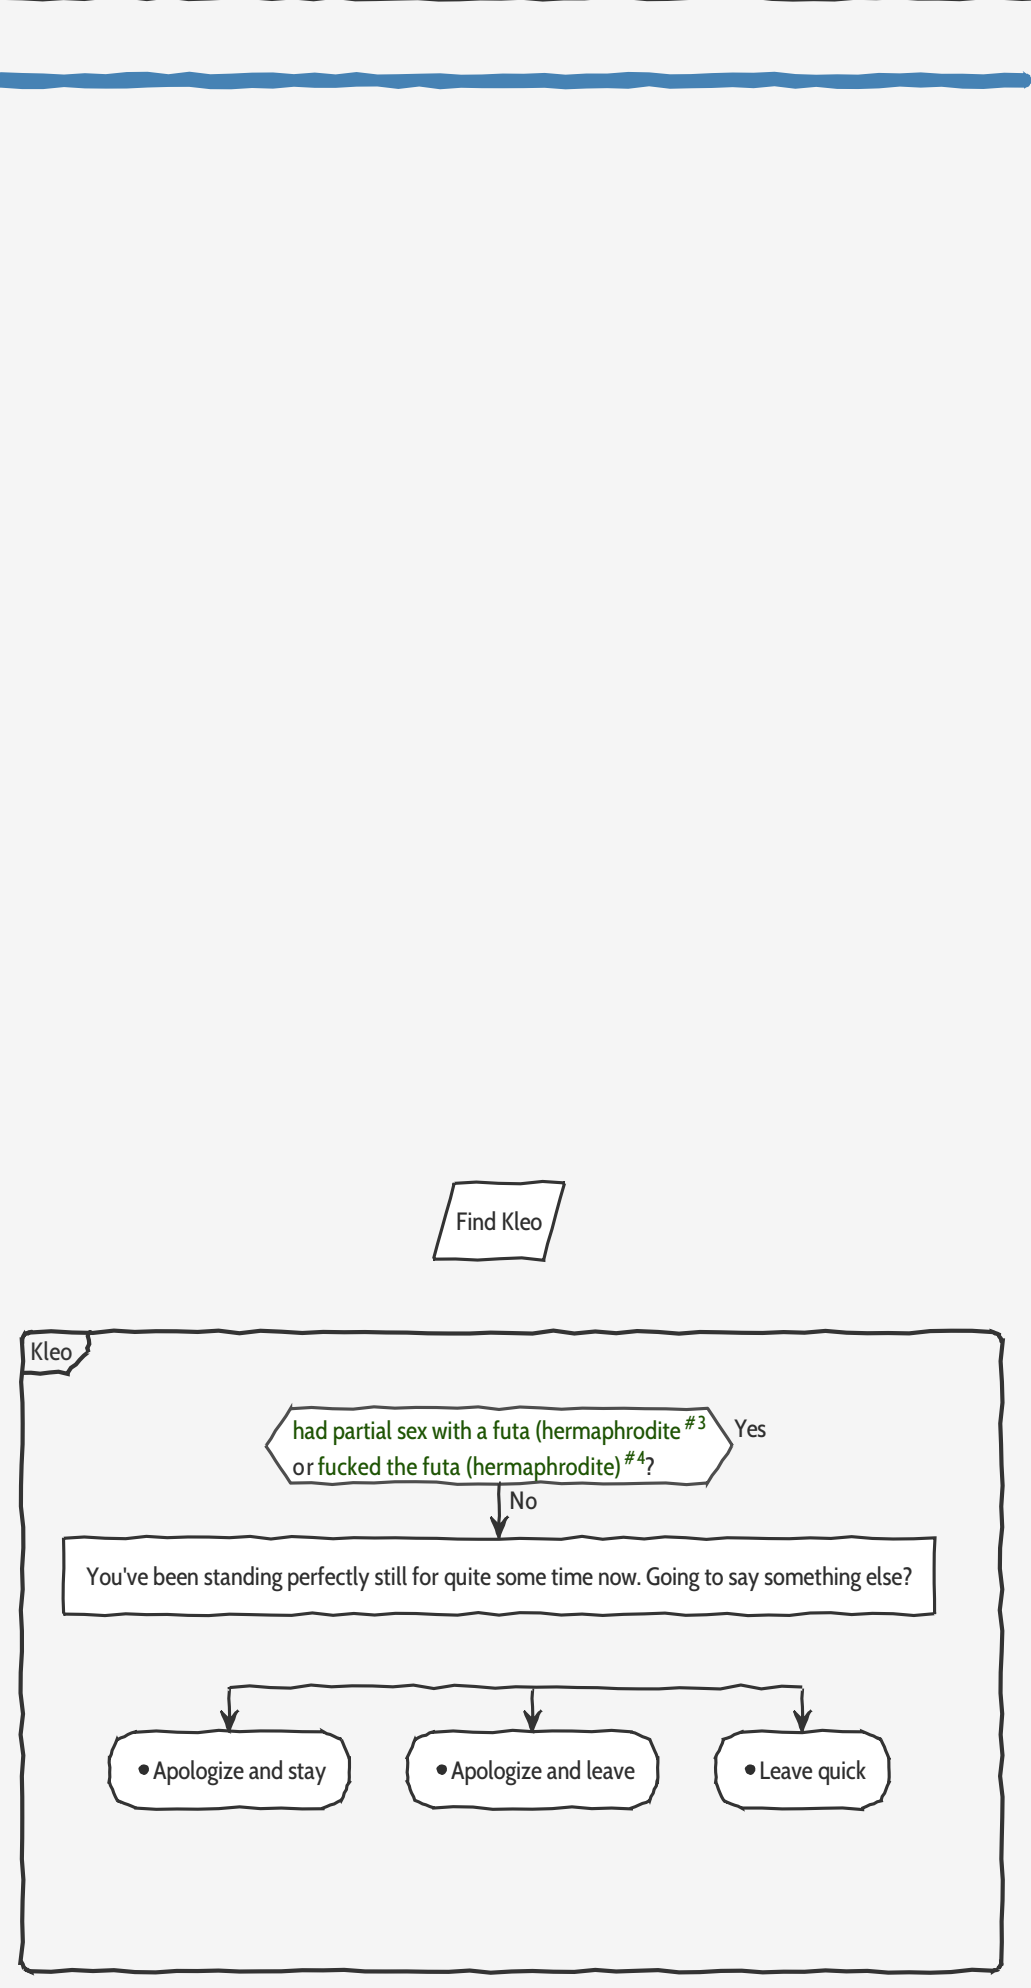 Find Kleo
Kleo
had partial sex with a futa (hermaphrodite #3
or fucked the futa (hermaphrodite) #4?
Yes
No
You've been standing perfectly still for quite some time now. Going to say something else?
•Apologize and stay
•Apologize and leave
•Leave quick